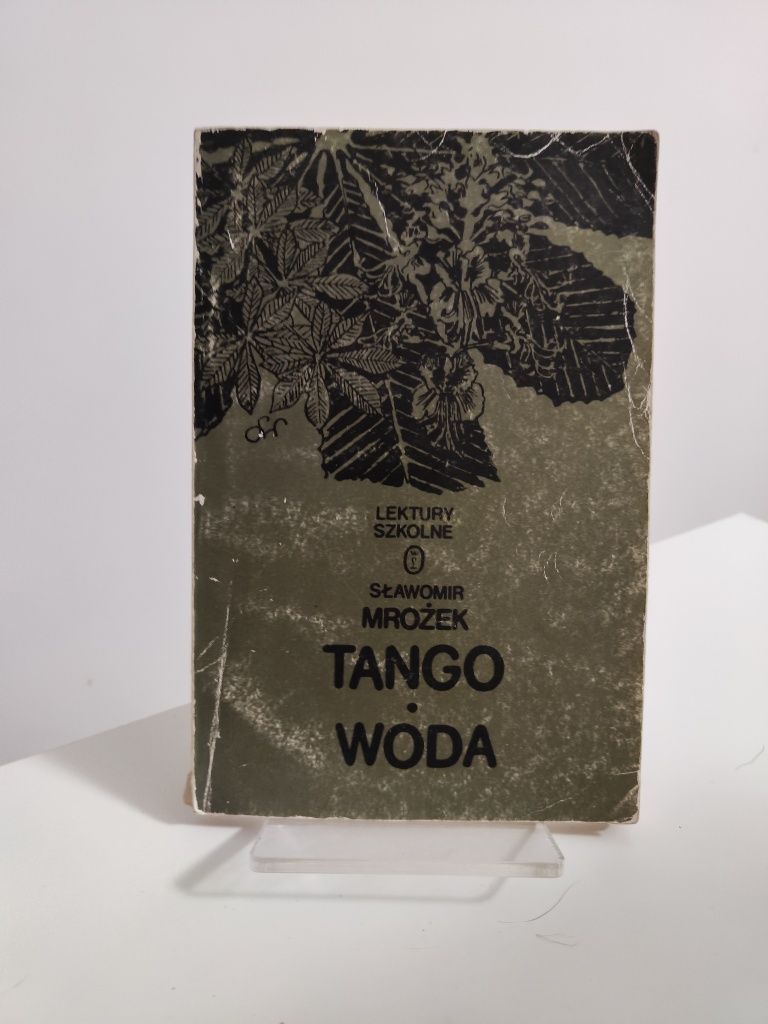 LEKTURY
SZKOLNE
SŁAWOMIR
MROŻEK
TANGO
•
WODA